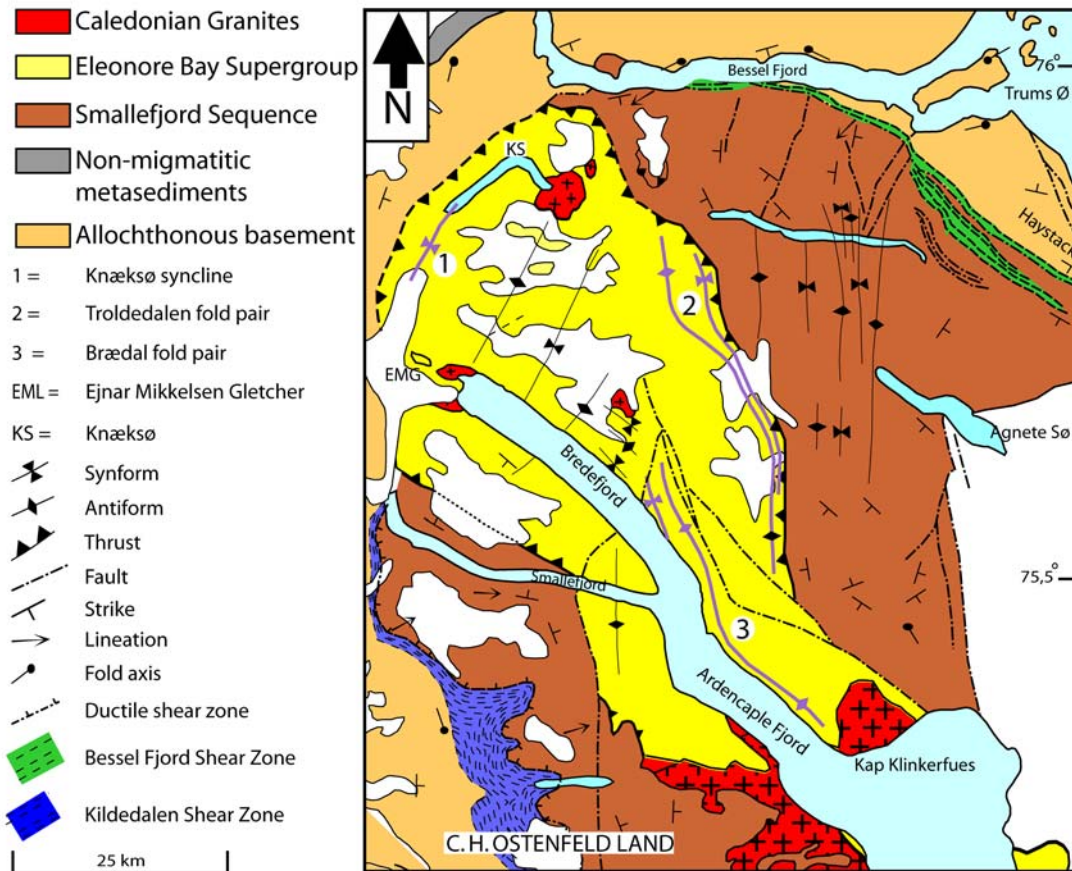 Caledonian Granites
Eleonore Bay Supergroup
Smallefjord Sequence
Non-migmatitic
metasediments
Allochthonous basement
1 = Knæksø syncline
2 = Troldedalen fold pair
3 = Brædal fold pair
EML = Ejnar Mikkelsen Gletcher
KS = Knæksø
Synform
Antiform
Thrust
Fault
Strike
Lineation
Fold axis
Ductile shear zone
Bessel Fjord Shear Zone
Kildedalen Shear Zone
25 km
N
Bessel Fjord
76°
Trums Ø
KS
Haystack
1
2
EMG
Agnete Sø
Bredefjord
75,5°
Smallefjord
3
Ardencaple Fjord
Kap Klinkerfues
C.H.OSTENFELD LAND